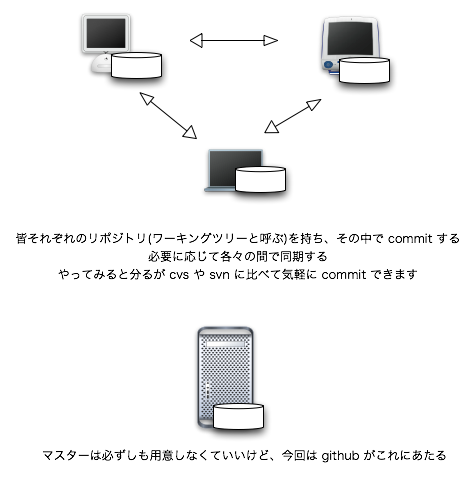 皆それぞれのリポジトリ(ワーキングツリーと呼ぶ)を持ち、その中で commit する
必要に応じて各々の間で同期する
やってみると分るが cvs や svn に比べて気軽に commit できます
マスターは必ずしも用意しなくていいけど、今回は github がこれにあたる